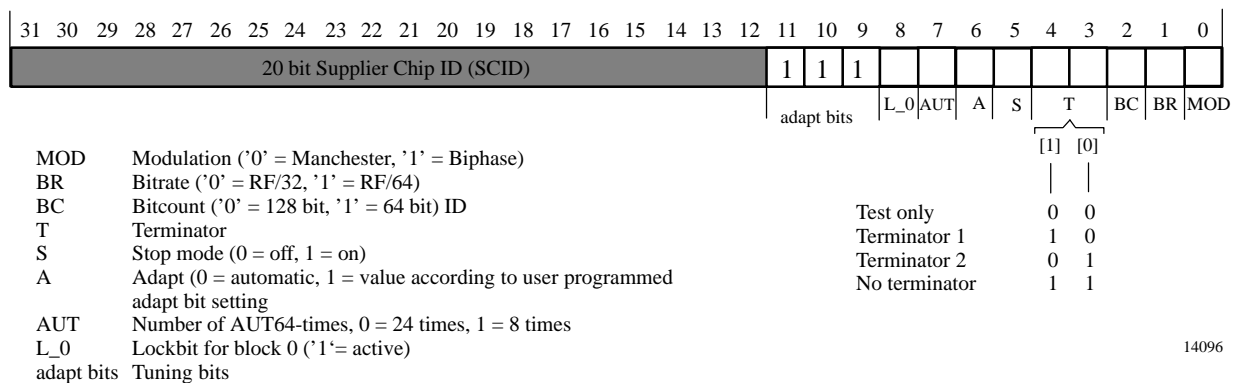 31 30 29 28 27 26 25 24 23 22 21 20 19 18 17 16 15 14 13 12 11 10 9 8 7 6 5 4 3 2 1 0
20 bit Supplier Chip ID (SCID) 1 1 1
adapt bits L_0 AUT A S T BC BR MOD
[1] [0]
MOD Modulation ('0' = Manchester, '1' = Biphase)
BR Bitrate ('0' = RF/32, '1' = RF/64)
BC Bitcount ('0' = 128 bit, '1' = 64 bit) ID
T Terminator
S Stop mode (0 = off, 1 = on)
A Adapt (0 = automatic, 1 = value according to user programmed
adapt bit setting
AUT Number of AUT64-times, 0 = 24 times, 1 = 8 times
L_0 Lockbit for block 0 ('1‘= active)
adapt bits Tuning bits
Test only 0 0
Terminator 1 1 0
Terminator 2 0 1
No terminator 1 1
14096